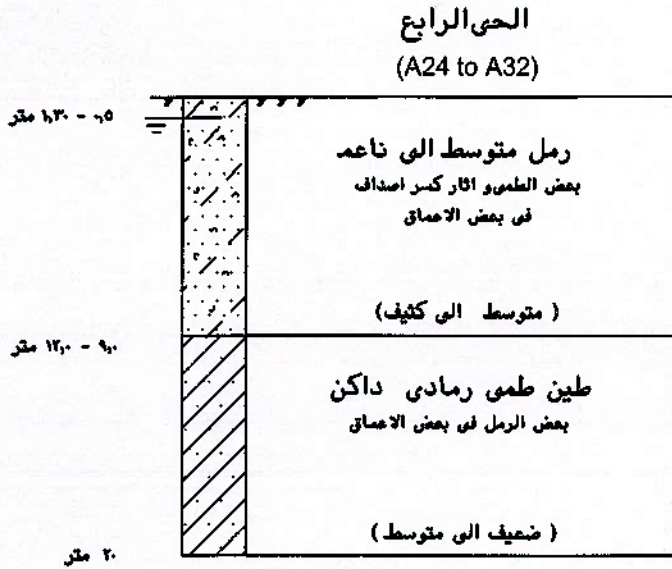 الحى الرابع
(A24 to A32)
٠,٥ - ١,٣٠ متر
رمل متوسط الى ناعم
بعض الطمى و اثار كسر اصداف
فى بعض الاعماق
( متوسط الى كثيف )
٩,٠ - ١٢,٠ متر
طين طمى رمادى داكن
بعض الرمل فى بعض الاعماق
( ضعيف الى متوسط )
٢٠ متر